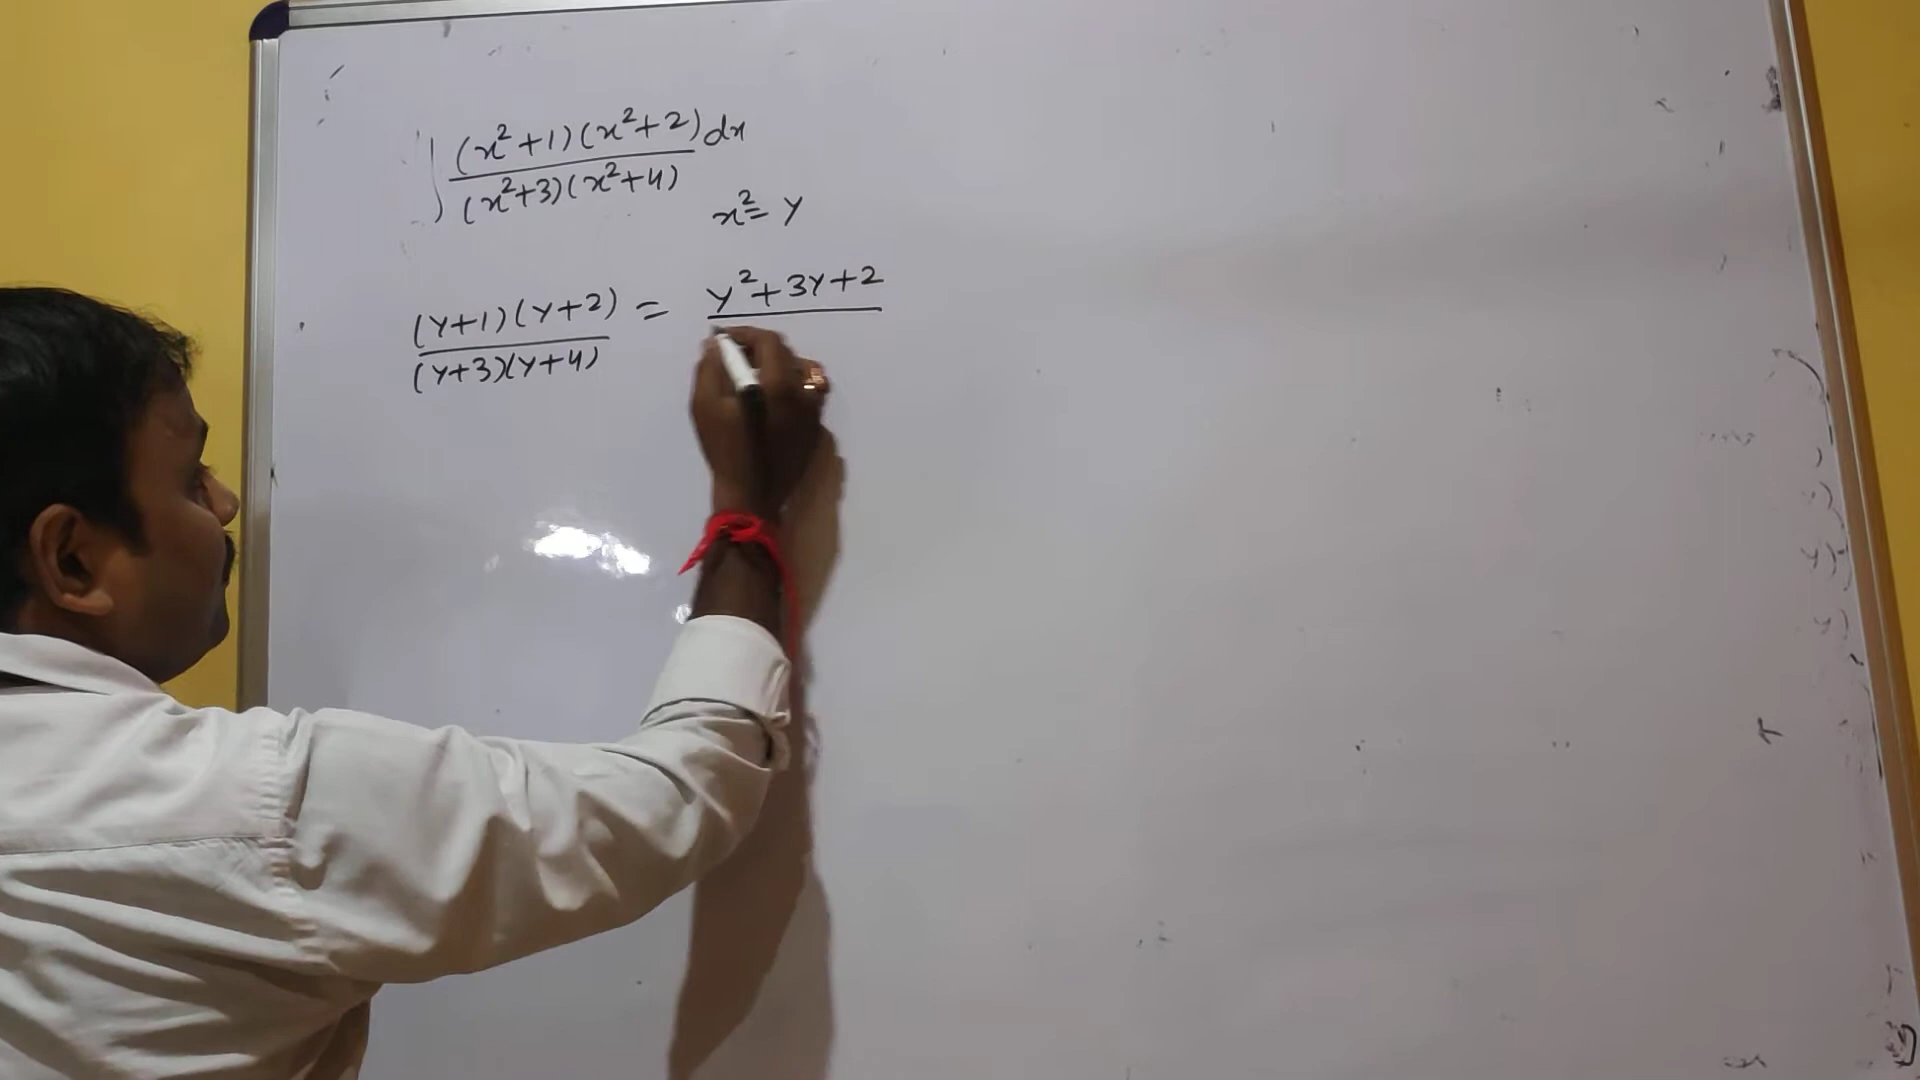 ∫ (x²+1)(x²+2) dx
(x²+3)(x²+4)
x² = y
(y+1)(y+2) = y²+3y+2
(y+3)(y+4)